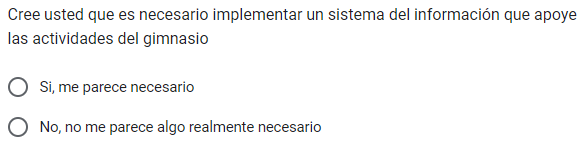 Cree usted que es necesario implementar un sistema del información que apoye
las actividades del gimnasio
Si, me parece necesario
No, no me parece algo realmente necesario